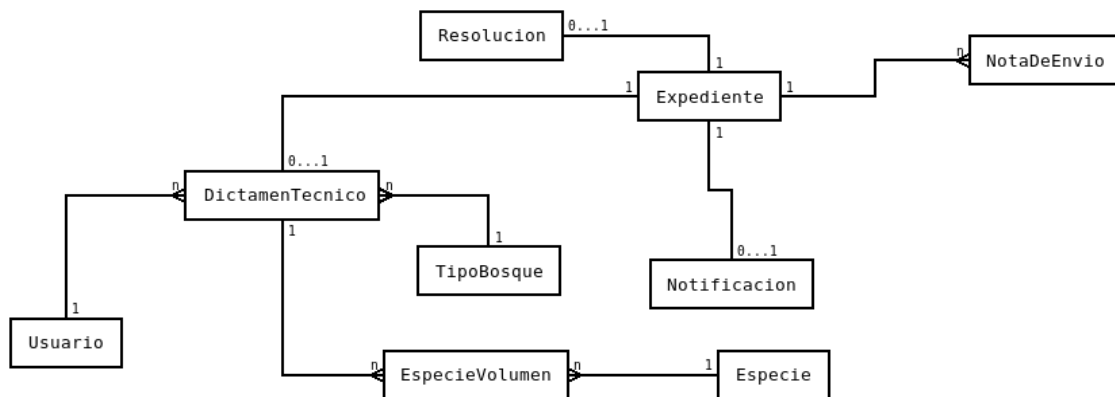 Resolucion
0...1
1
Expediente
1
1
1
n
NotaDeEnvio
0...1
n
DictamenTecnico
n
1
1
TipoBosque
0...1
Notificacion
1
Usuario
n
EspecieVolumen
n
1
Especie